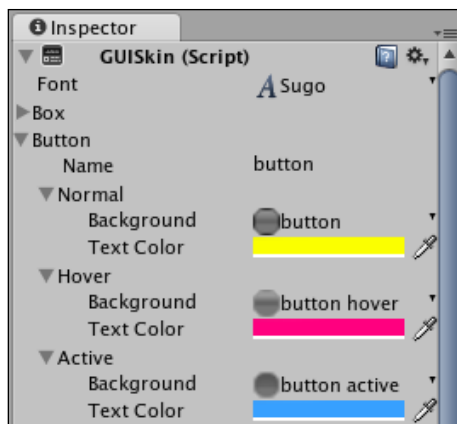 Inspector
GUISkin (Script)
Font Sugo
Box
Button
Name button
Normal
Background button
Text Color
Hover
Background button hover
Text Color
Active
Background button active
Text Color